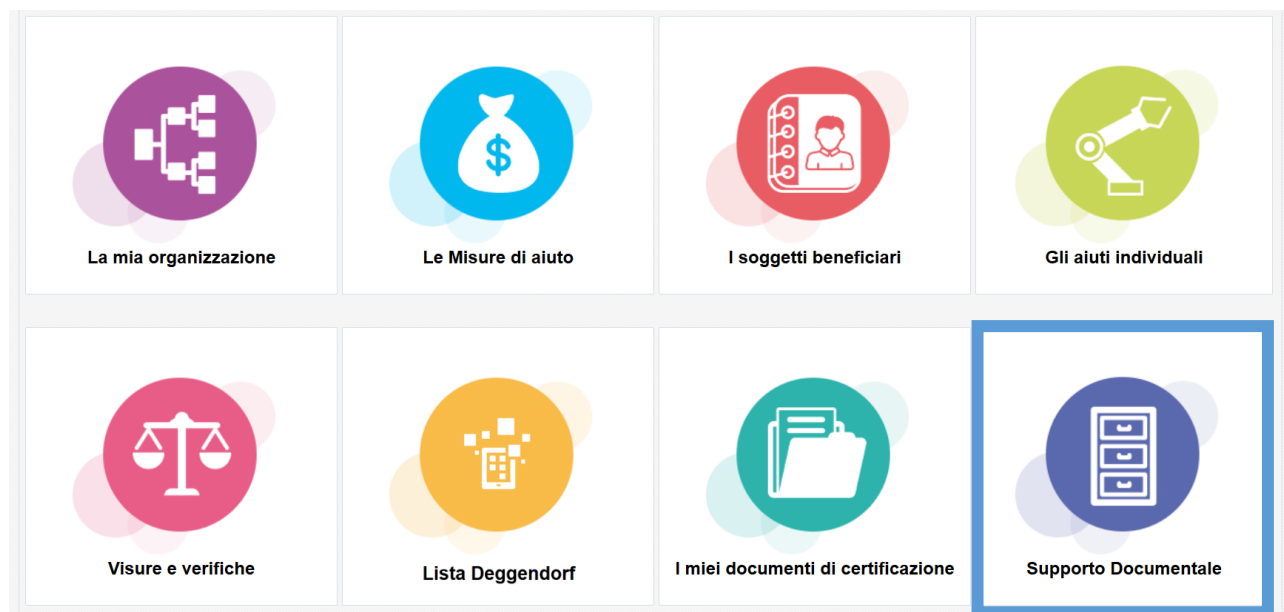 La mia organizzazione
Le Misure di aiuto
I soggetti beneficiari
Gli aiuti individuali
Visure e verifiche
Lista Deggendorf
I miei documenti di certificazione
Supporto Documentale